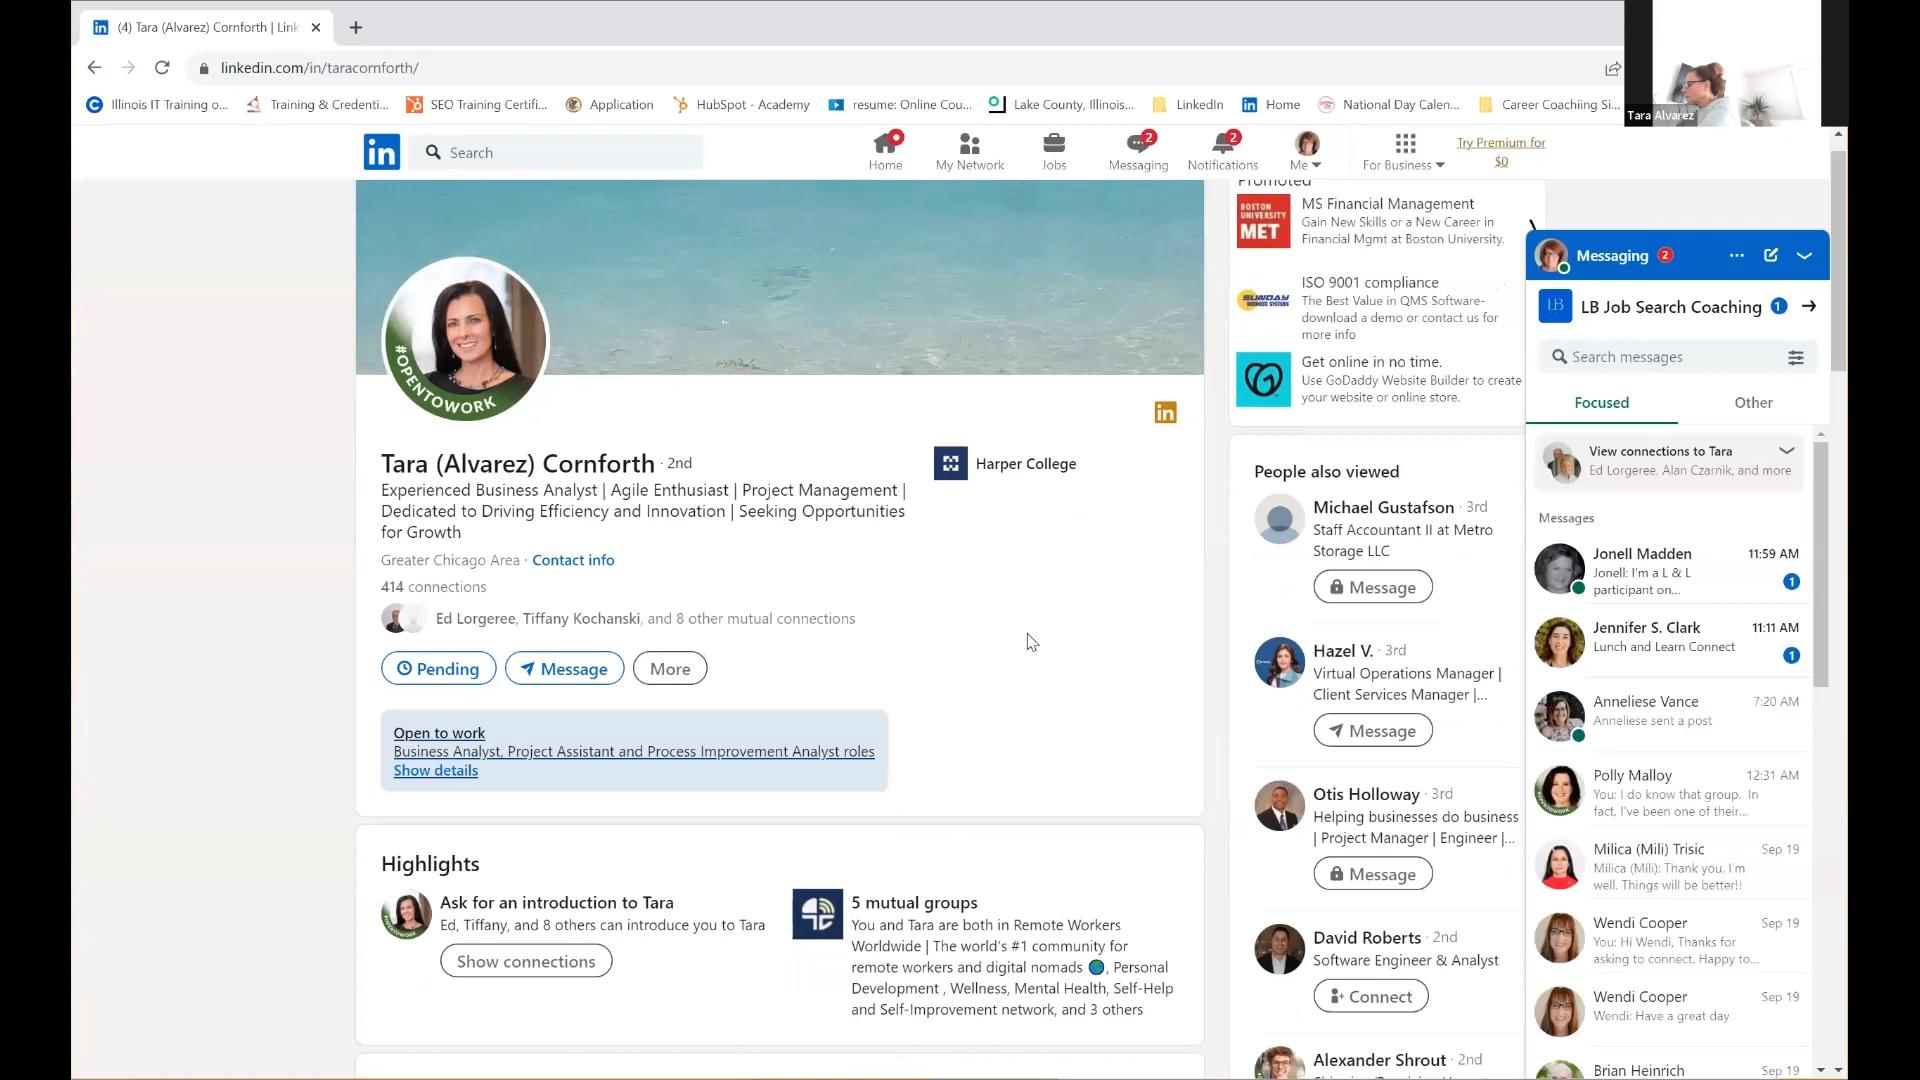 (4) Tara (Alvarez) Cornforth | Link
linkedin.com/in/taracornforth/
Illinois IT Training o...
Training & Credenti...
SEO Training Certifi...
Application
HubSpot - Academy
resume: Online Cou...
Lake County, Illinois...
LinkedIn
Home
National Day Calen...
Career Coachiing Si...
Tara Alvarez
in
Search
Home
My Network
Jobs
2
Messaging
2
Notifications
Me
For Business
Try Premium for
$0
#OPENTOWORK
in
Tara (Alvarez) Cornforth · 2nd
Experienced Business Analyst | Agile Enthusiast | Project Management |
Dedicated to Driving Efficiency and Innovation | Seeking Opportunities
for Growth
Harper College
Greater Chicago Area · Contact info
414 connections
Ed Lorgeree, Tiffany Kochanski, and 8 other mutual connections
Pending
Message
More
Open to work
Business Analyst, Project Assistant and Process Improvement Analyst roles
Show details
Highlights
Ask for an introduction to Tara
Ed, Tiffany, and 8 others can introduce you to Tara
Show connections
5 mutual groups
You and Tara are both in Remote Workers
Worldwide | The world's #1 community for
remote workers and digital nomads 🌍, Personal
Development , Wellness, Mental Health, Self-Help
and Self-Improvement network, and 3 others
Promoted
BOSTON
UNIVERSITY
MET
MS Financial Management
Gain New Skills or a New Career in
Financial Mgmt at Boston University.
SUNDAY
BUSINESS SYSTEMS
ISO 9001 compliance
The Best Value in QMS Software-
download a demo or contact us for
more info
Get online in no time.
Use GoDaddy Website Builder to create
your website or online store.
People also viewed
Michael Gustafson · 3rd
Staff Accountant II at Metro
Storage LLC
Message
Hazel V. · 3rd
Virtual Operations Manager |
Client Services Manager |...
Message
Otis Holloway · 3rd
Helping businesses do business
| Project Manager | Engineer |...
Message
David Roberts · 2nd
Software Engineer & Analyst
Connect
Alexander Shrout · 2nd
Messaging 2
LB
LB Job Search Coaching 1
Search messages
Focused
Other
View connections to Tara
Ed Lorgeree, Alan Czarnik, and more
Messages
Jonell Madden 11:59 AM
Jonell: I'm a L & L
participant on...
1
Jennifer S. Clark 11:11 AM
Lunch and Learn Connect
1
Anneliese Vance 7:20 AM
Anneliese sent a post
Polly Malloy 12:31 AM
You: I do know that group. In
fact, I've been one of their...
Milica (Mili) Trisic Sep 19
Milica (Mili): Thank you, I'm
well. Things will be better!!
Wendi Cooper Sep 19
You: Hi Wendi, Thanks for
asking to connect. Happy to...
Wendi Cooper Sep 19
Wendi: Have a great day
Brian Heinrich Sep 19